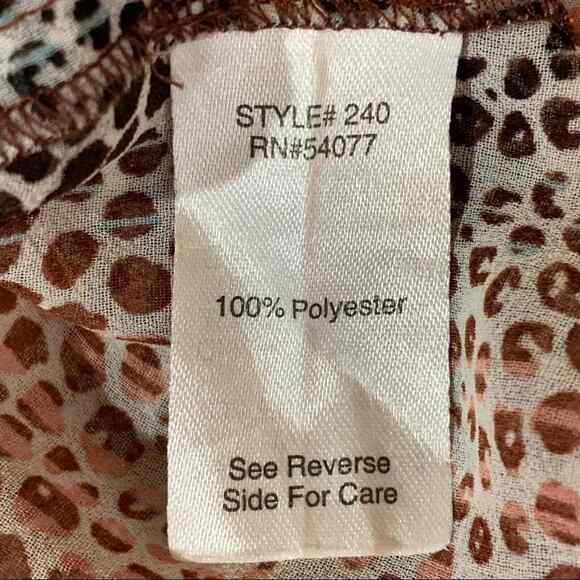 STYLE# 240
RN#54077
100% Polyester
See Reverse
Side For Care